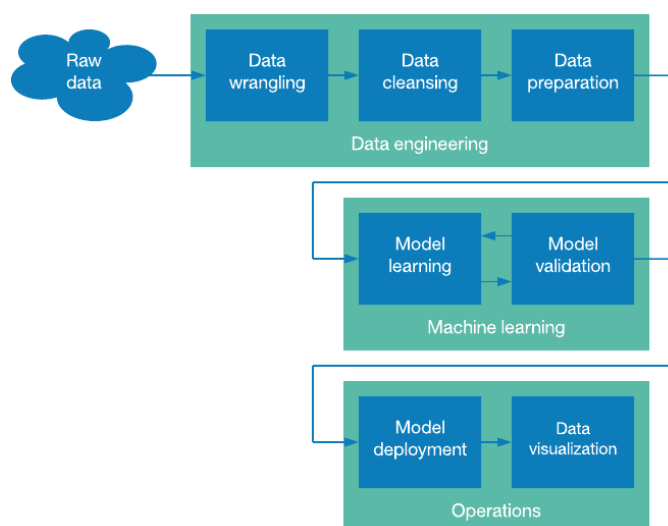 Raw
data
Data
wrangling
Data
cleansing
Data
preparation
Data engineering
Model
learning
Model
validation
Machine learning
Model
deployment
Data
visualization
Operations